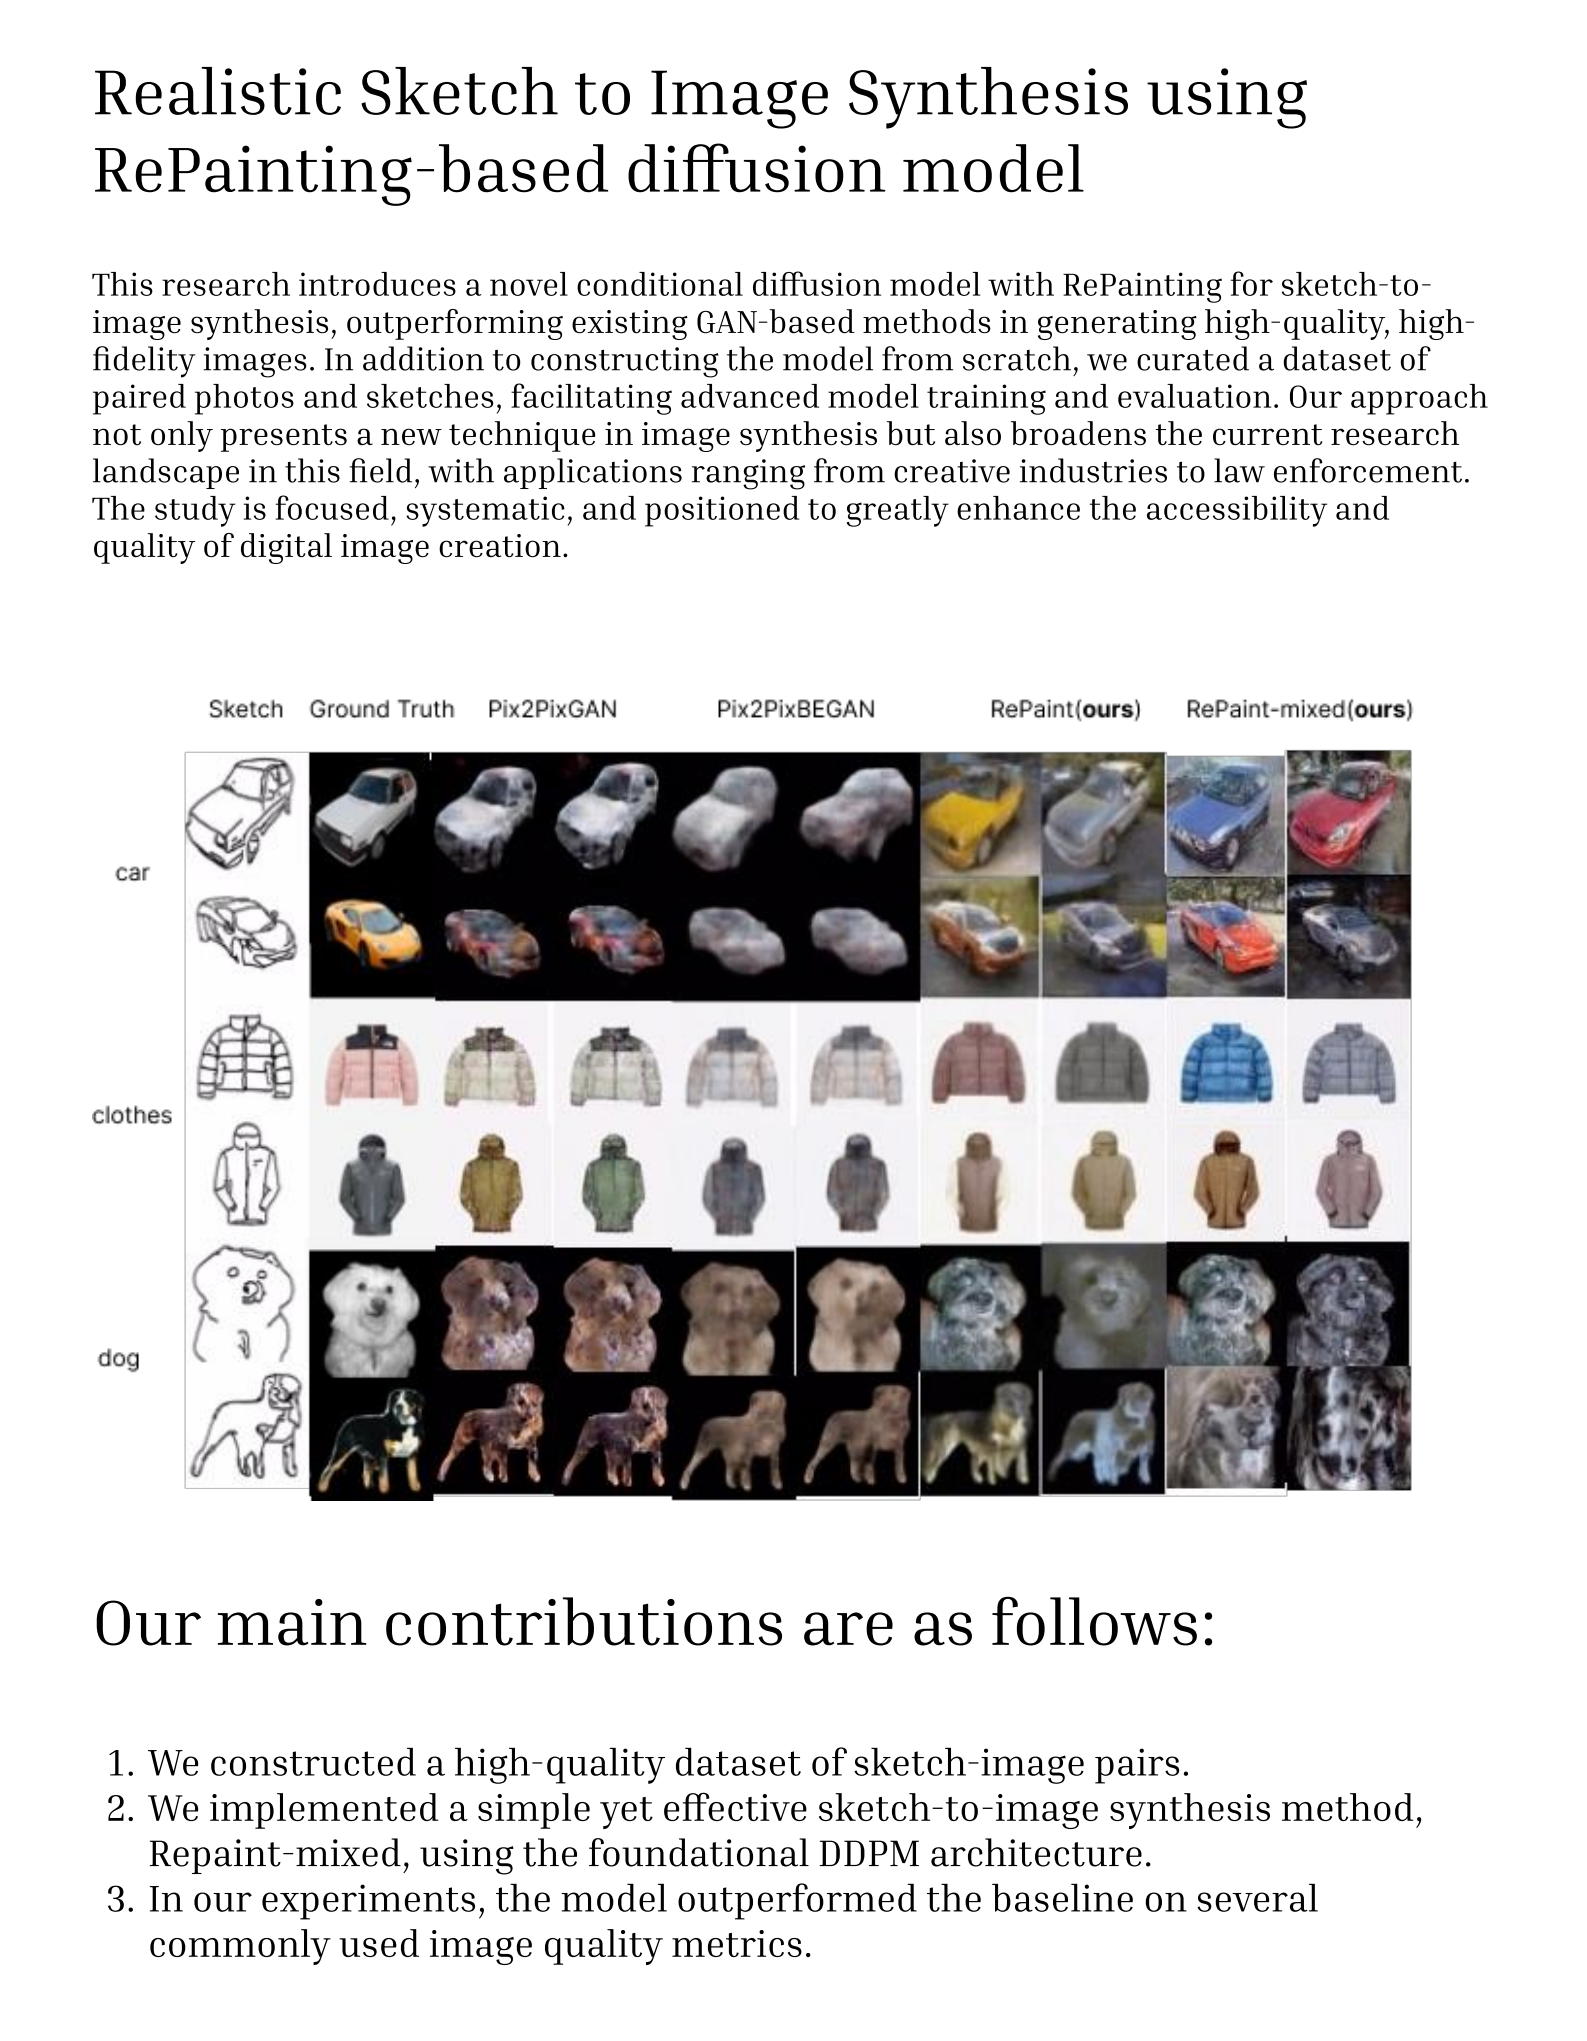 Realistic Sketch to Image Synthesis using
RePainting-based diffusion model
This research introduces a novel conditional diffusion model with RePainting for sketch-to-
image synthesis, outperforming existing GAN-based methods in generating high-quality, high-
fidelity images. In addition to constructing the model from scratch, we curated a dataset of
paired photos and sketches, facilitating advanced model training and evaluation. Our approach
not only presents a new technique in image synthesis but also broadens the current research
landscape in this field, with applications ranging from creative industries to law enforcement.
The study is focused, systematic, and positioned to greatly enhance the accessibility and
quality of digital image creation.
Sketch Ground Truth Pix2PixGAN Pix2PixBEGAN RePaint(ours) RePaint-mixed(ours)
car
clothes
dog
Our main contributions are as follows:
1. We constructed a high-quality dataset of sketch-image pairs.
2. We implemented a simple yet effective sketch-to-image synthesis method,
Repaint-mixed, using the foundational DDPM architecture.
3. In our experiments, the model outperformed the baseline on several
commonly used image quality metrics.